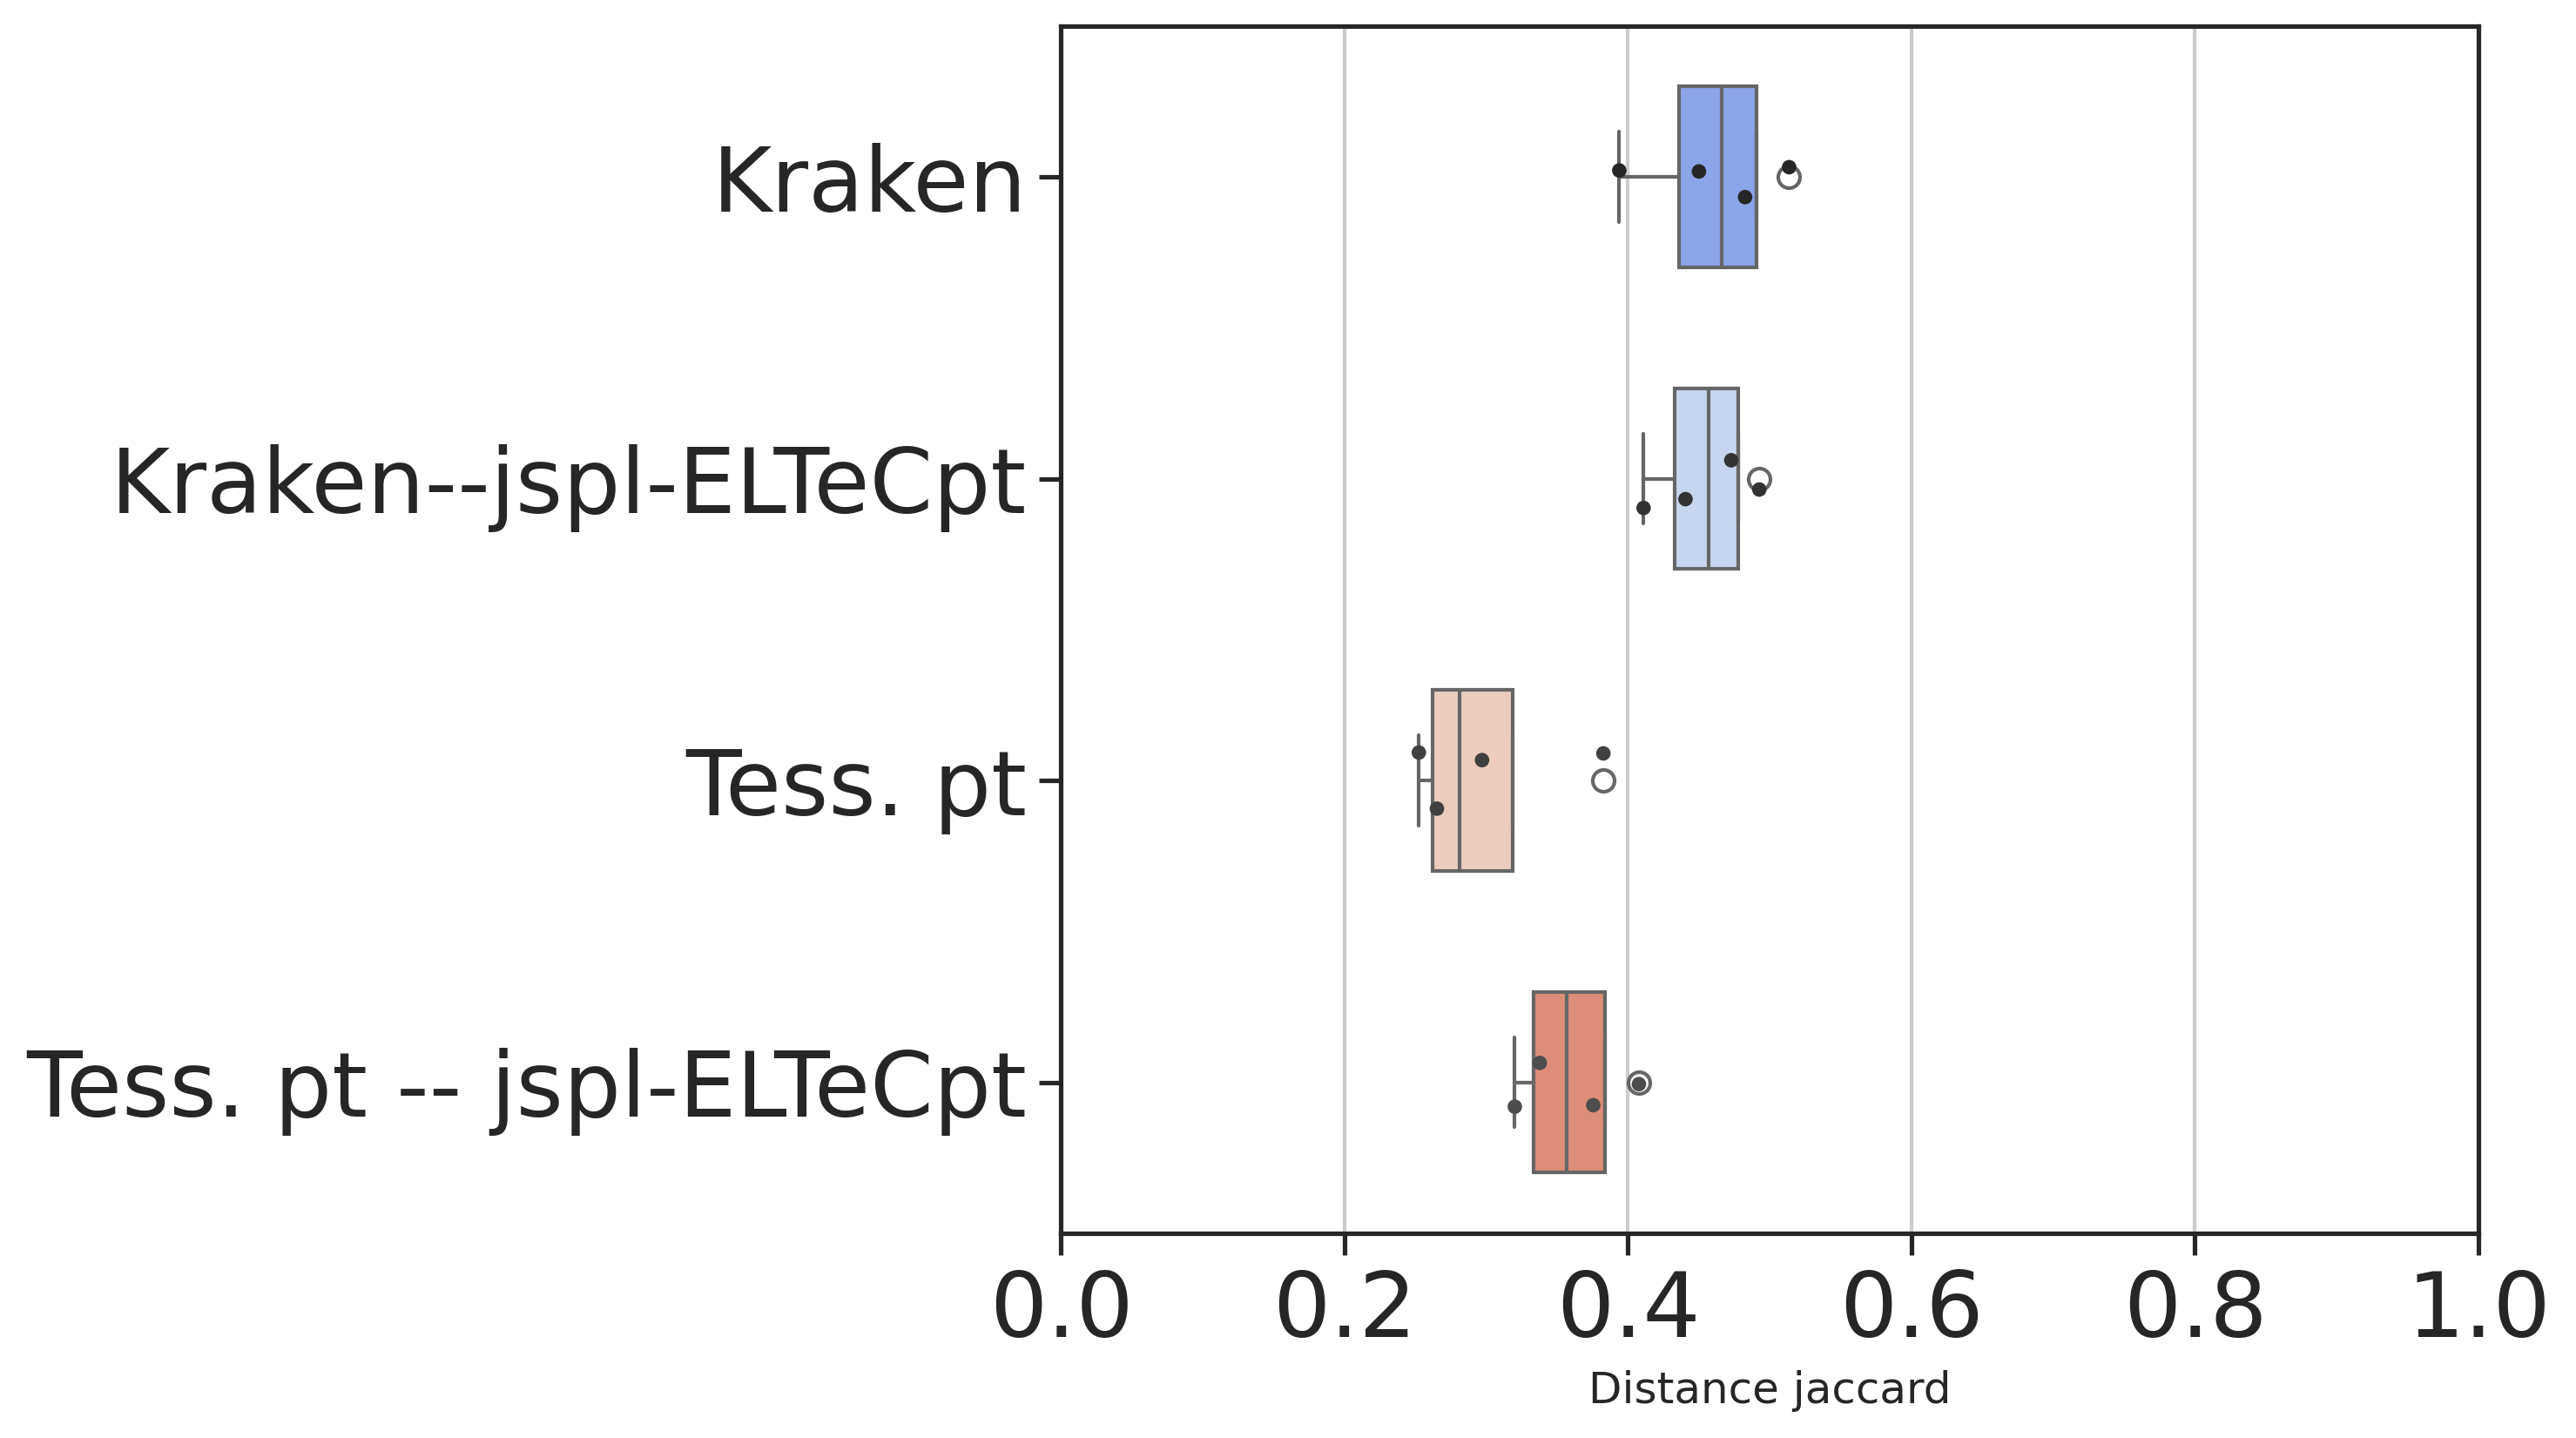 Kraken
Kraken--jspl-ELTeCpt
Tess. pt
Tess. pt -- jspl-ELTeCpt
0.0 0.2 0.4 0.6 0.8 1.0
Distance jaccard